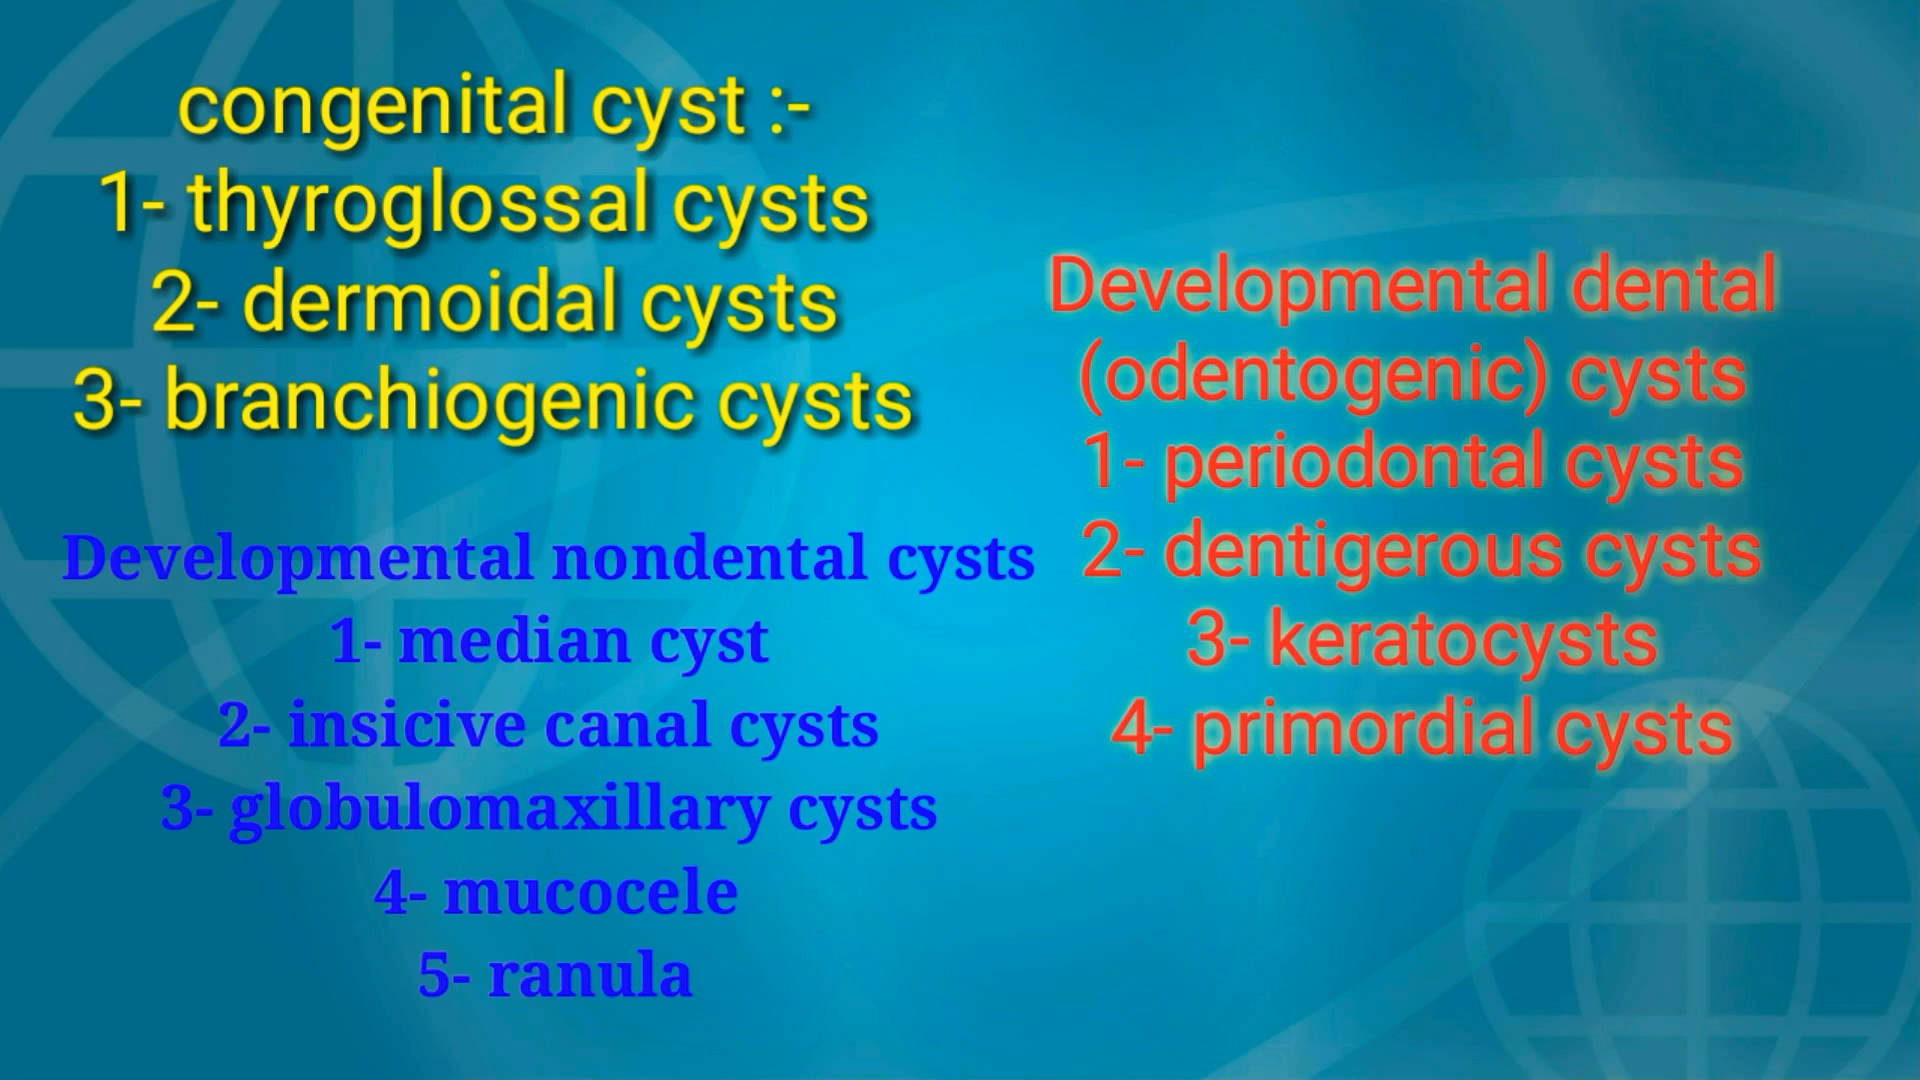 congenital cyst :-
1- thyroglossal cysts
2- dermoidal cysts
3- branchiogenic cysts
Developmental nondental cysts
1- median cyst
2- insicive canal cysts
3- globulomaxillary cysts
4- mucocele
5- ranula
Developmental dental
(odentogenic) cysts
1- periodontal cysts
2- dentigerous cysts
3- keratocysts
4- primordial cysts